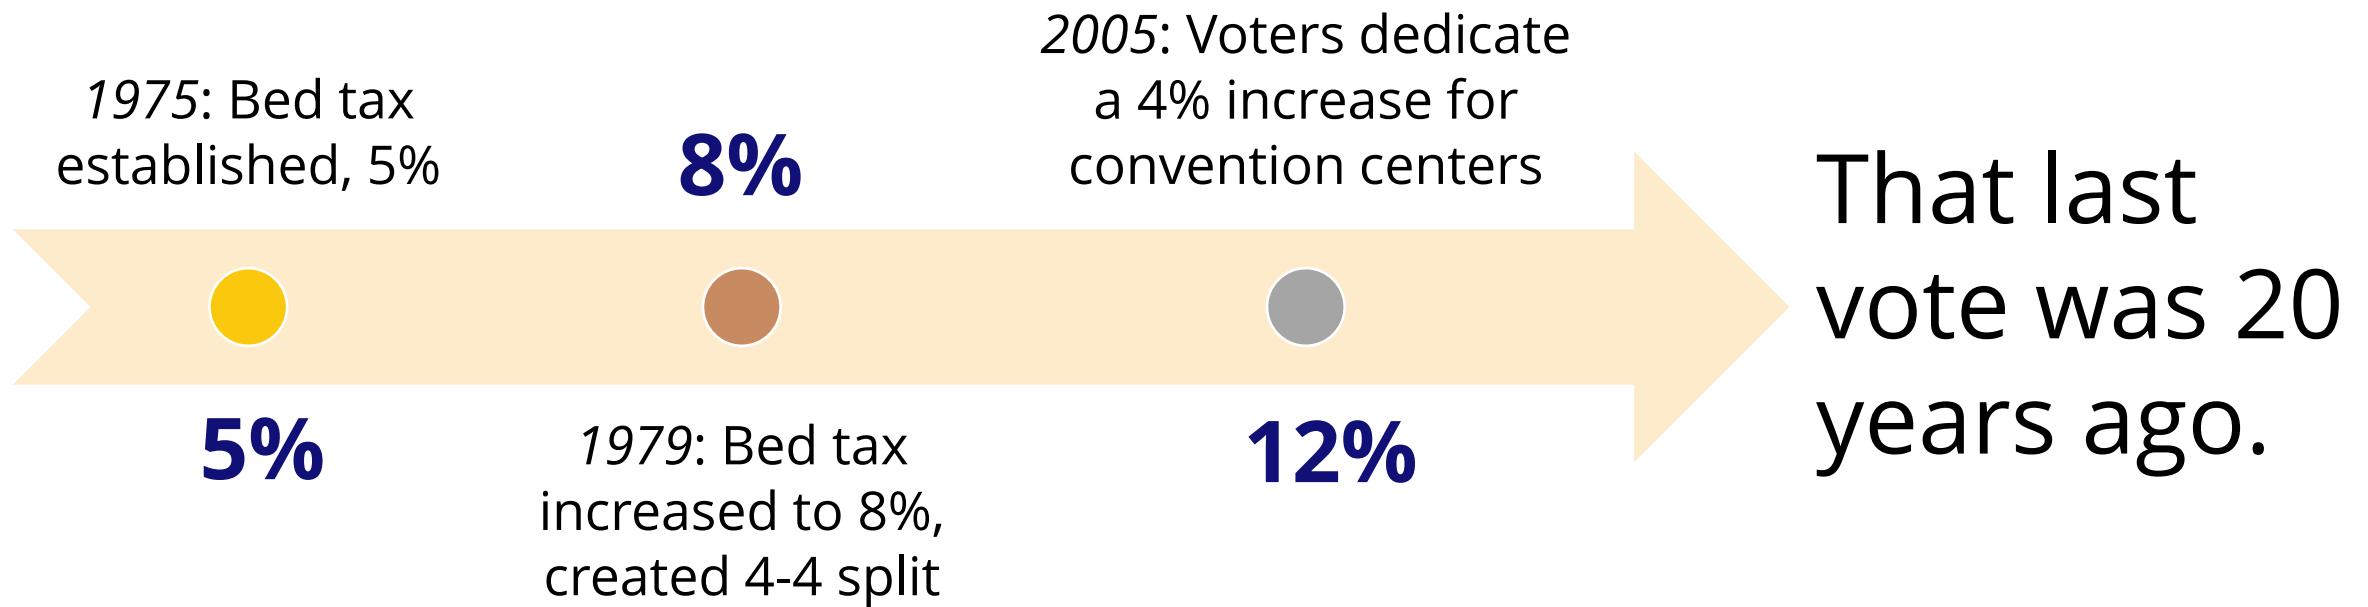 1975: Bed tax
established, 5%
5%
8%
1979: Bed tax
increased to 8%,
created 4-4 split
2005: Voters dedicate
a 4% increase for
convention centers
12%
That last
vote was 20
years ago.